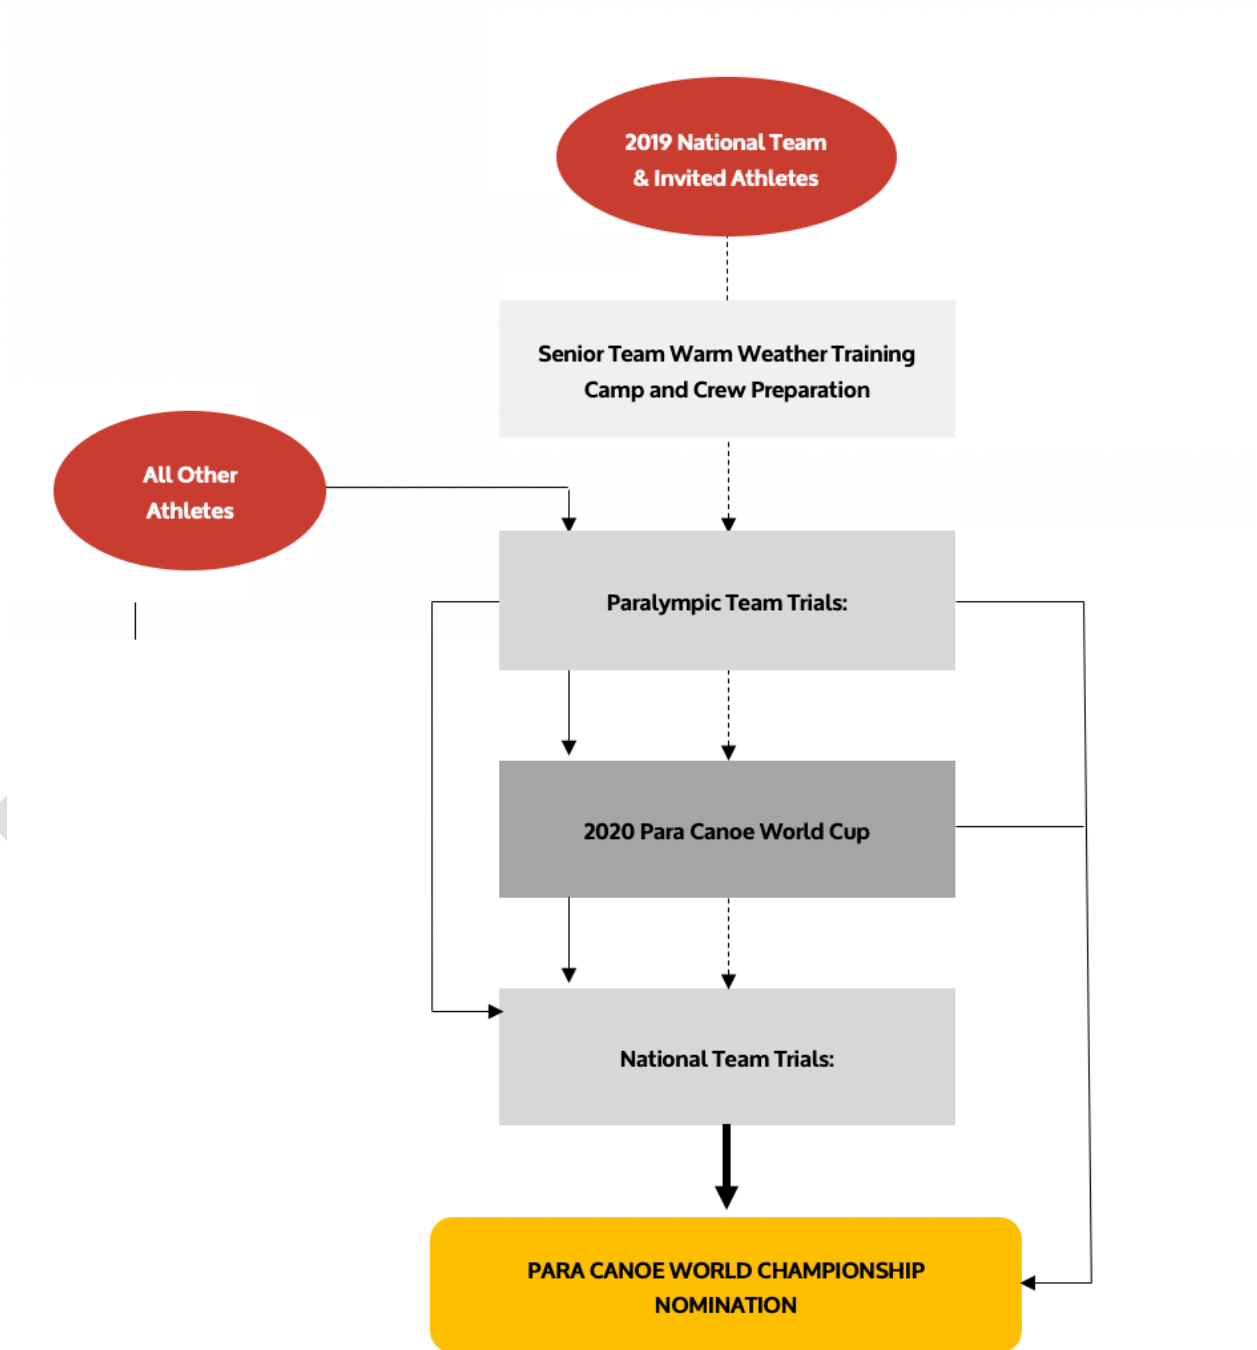 2019 National Team
& Invited Athletes
Senior Team Warm Weather Training
Camp and Crew Preparation
All Other
Athletes
Paralympic Team Trials:
2020 Para Canoe World Cup
National Team Trials:
PARA CANOE WORLD CHAMPIONSHIP
NOMINATION